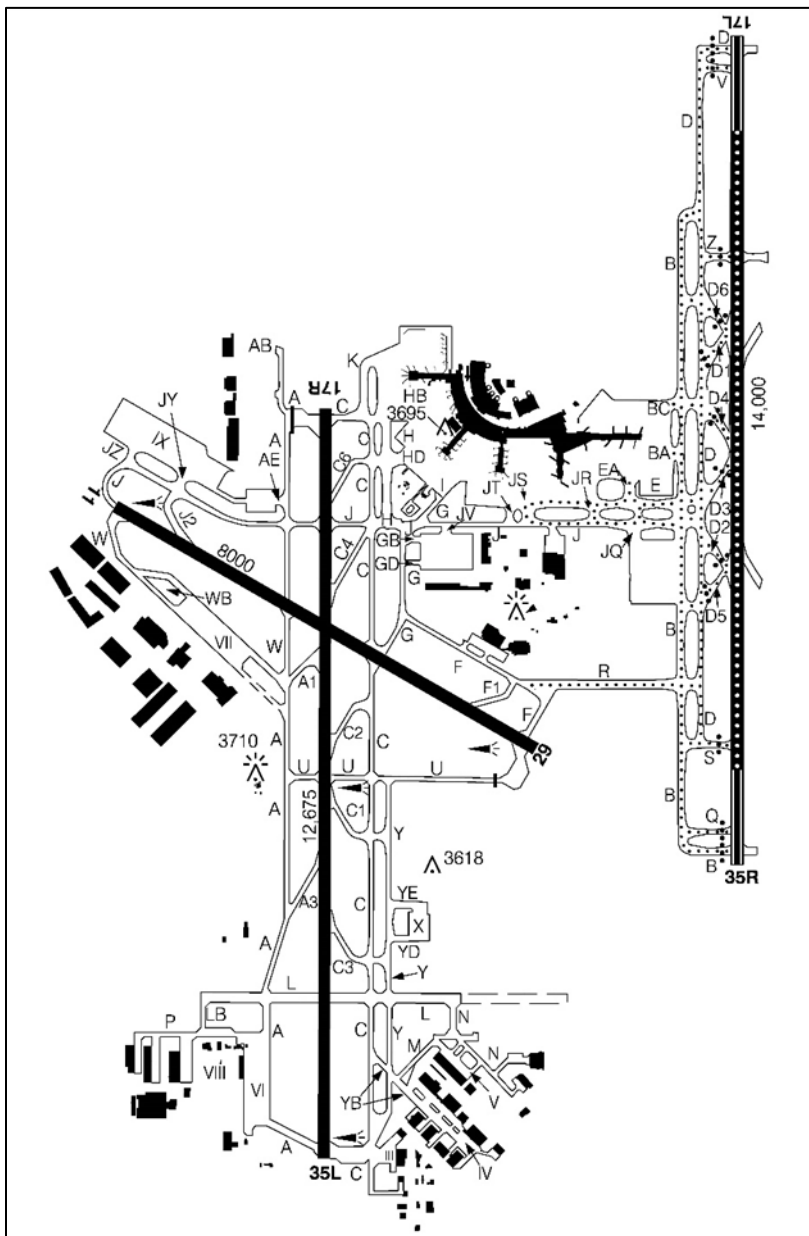 17L
D
V
D
Z
B
D6
AB
K
A
17R
C
D1
JY
HB
D4
3695
BC
14,000
IX
A
C
H
JZ
AE
C6
HD
BA
D
J
C
JT
JS
JR
EA
E
11
I
D3
J2
J
G
JV
D2
W
GB
J
J
JQ
8000
C4
C
GD
G
D5
WB
W
G
B
VII
F
R
A1
F1
F
C2
C
D
3710
A
29
S
U
U
U
C1
B
A
12,675
Y
Q
3618
B
A3
C
YE
35R
X
A
YD
C3
Y
L
LB
C
L
N
P
A
Y
M
N
VIII
VI
YB
V
A
III
IV
35L
C
I